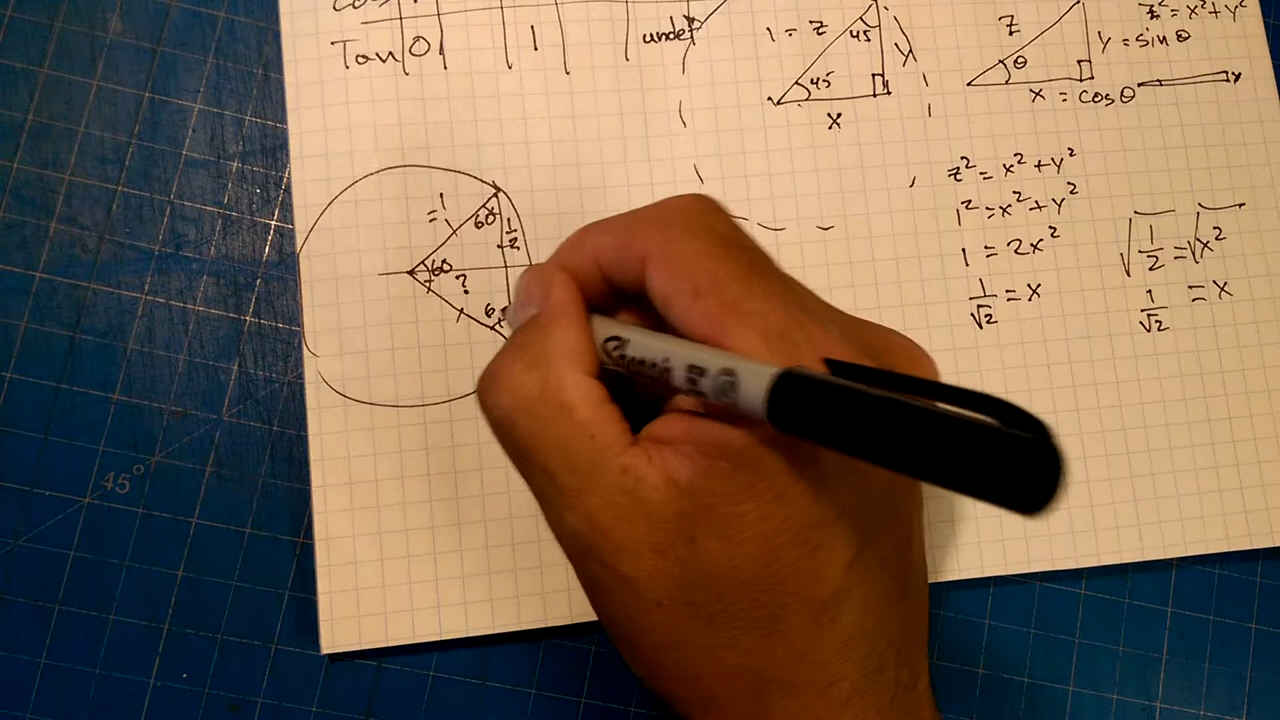 Tan 0 1 undef
1 = z 45 y
45
x
z
z² = x² + y²
θ y = sin θ
x = cos θ x
= 1 60 1/2
60 ?
6
z² = x² + y²
1² = x² + y²
1 = 2x²
1/√2 = x
√1/2 = √x²
1/√2 = x
45°